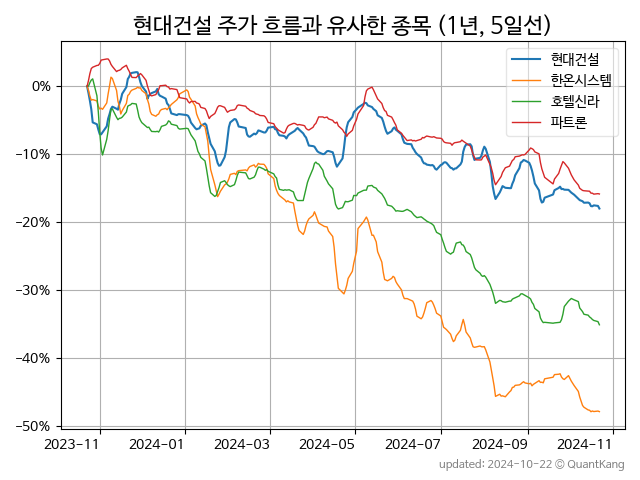 현대건설 주가 흐름과 유사한 종목 (1년, 5일선)
현대건설
한온시스템
호텔신라
파트론
0%
−10%
−20%
−30%
−40%
−50%
2023-11
2024-01
2024-03
2024-05
2024-07
2024-09
2024-11
updated: 2024-10-22 © QuantKang